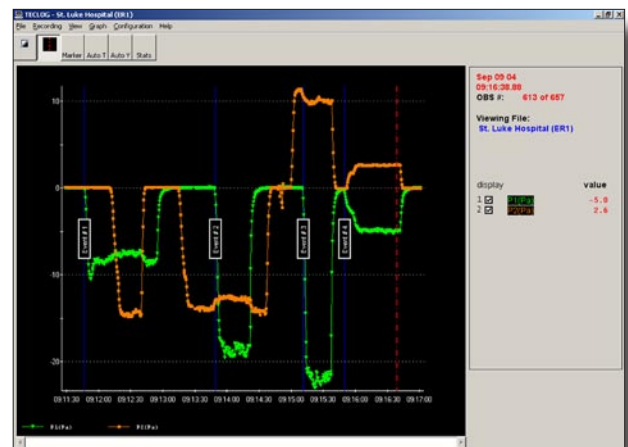 TECLOG - St. Luke Hospital (ER1)
File Recording View Graph Configuration Help
Marker Auto T Auto Y Stats
Sep 09 04
09:16:38.88
OBS #: 613 of 657
Viewing File:
St. Luke Hospital (ER1)
display value
1 P1(Pa) -5.0
2 P2(Pa) 2.6
10
0
-10
-20
Event # 1
Event # 2
Event # 3
Event # 4
09:11:30 09:12:00 09:12:30 09:13:00 09:13:30 09:14:00 09:14:30 09:15:00 09:15:30 09:16:00 09:16:30 09:17:00
P1(Pa) P2(Pa)